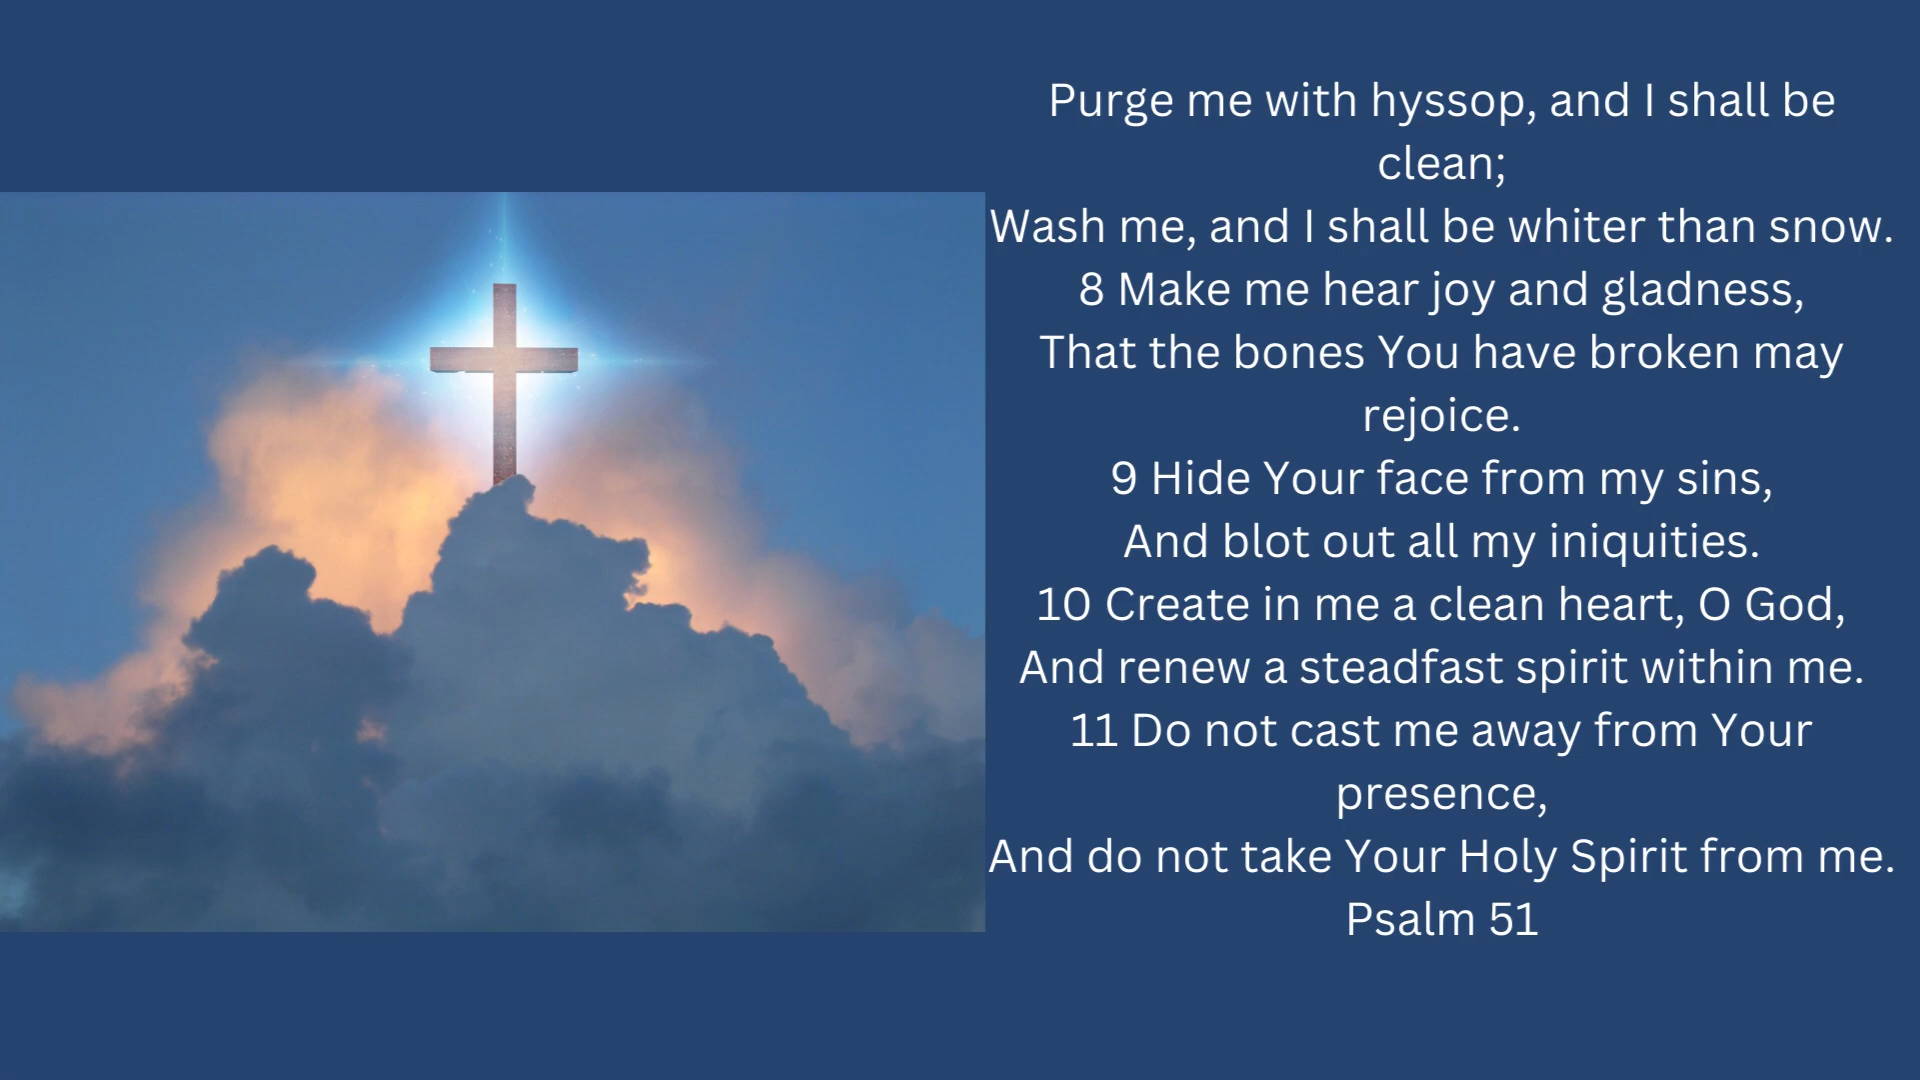 Purge me with hyssop, and I shall be
clean;
Wash me, and I shall be whiter than snow.
8 Make me hear joy and gladness,
That the bones You have broken may
rejoice.
9 Hide Your face from my sins,
And blot out all my iniquities.
10 Create in me a clean heart, O God,
And renew a steadfast spirit within me.
11 Do not cast me away from Your
presence,
And do not take Your Holy Spirit from me.
Psalm 51